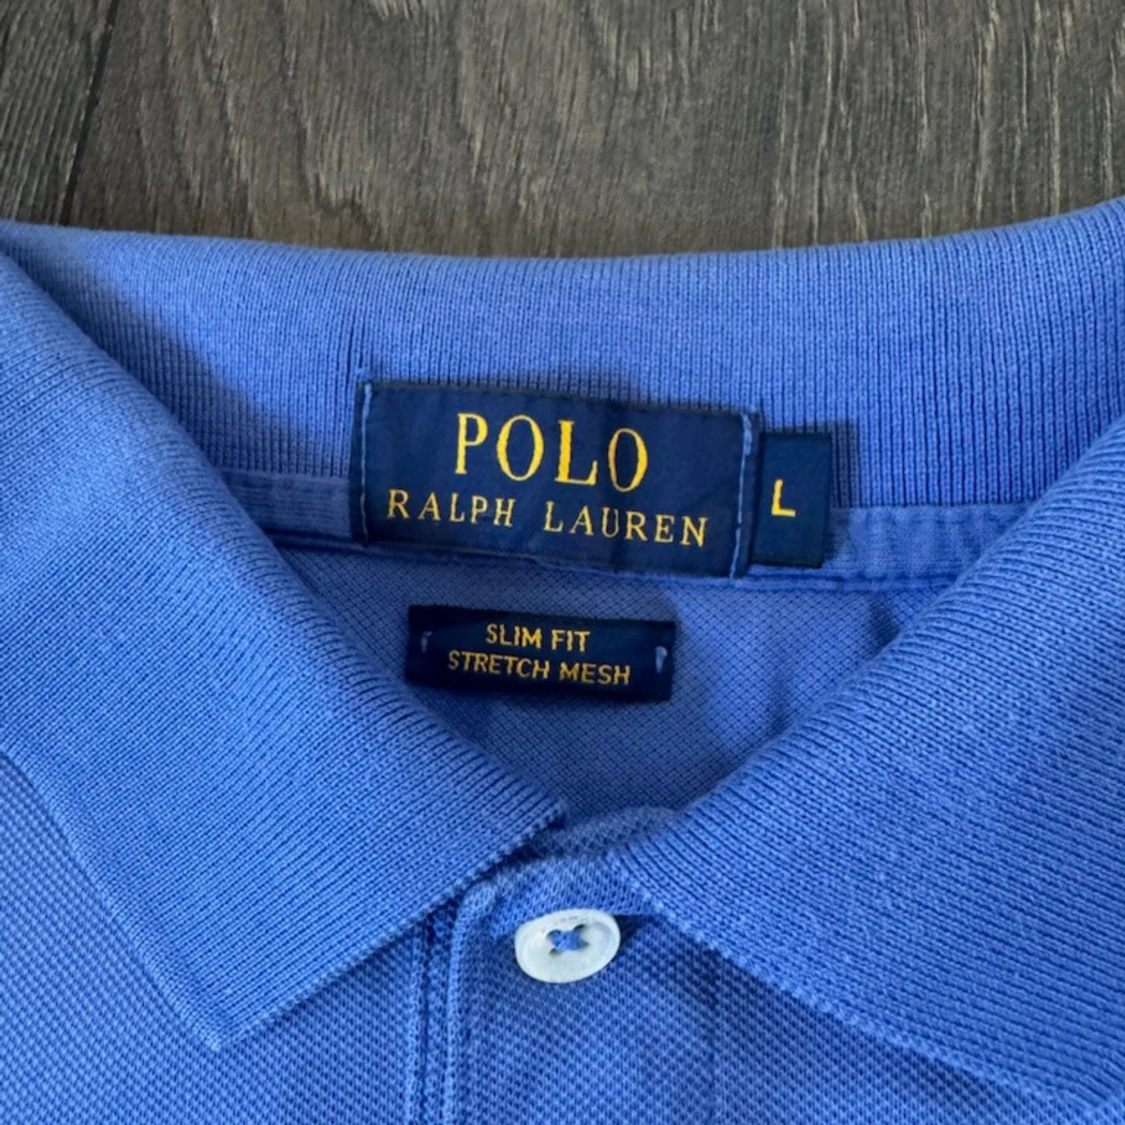 POLO
RALPH LAUREN
L
SLIM FIT
STRETCH MESH